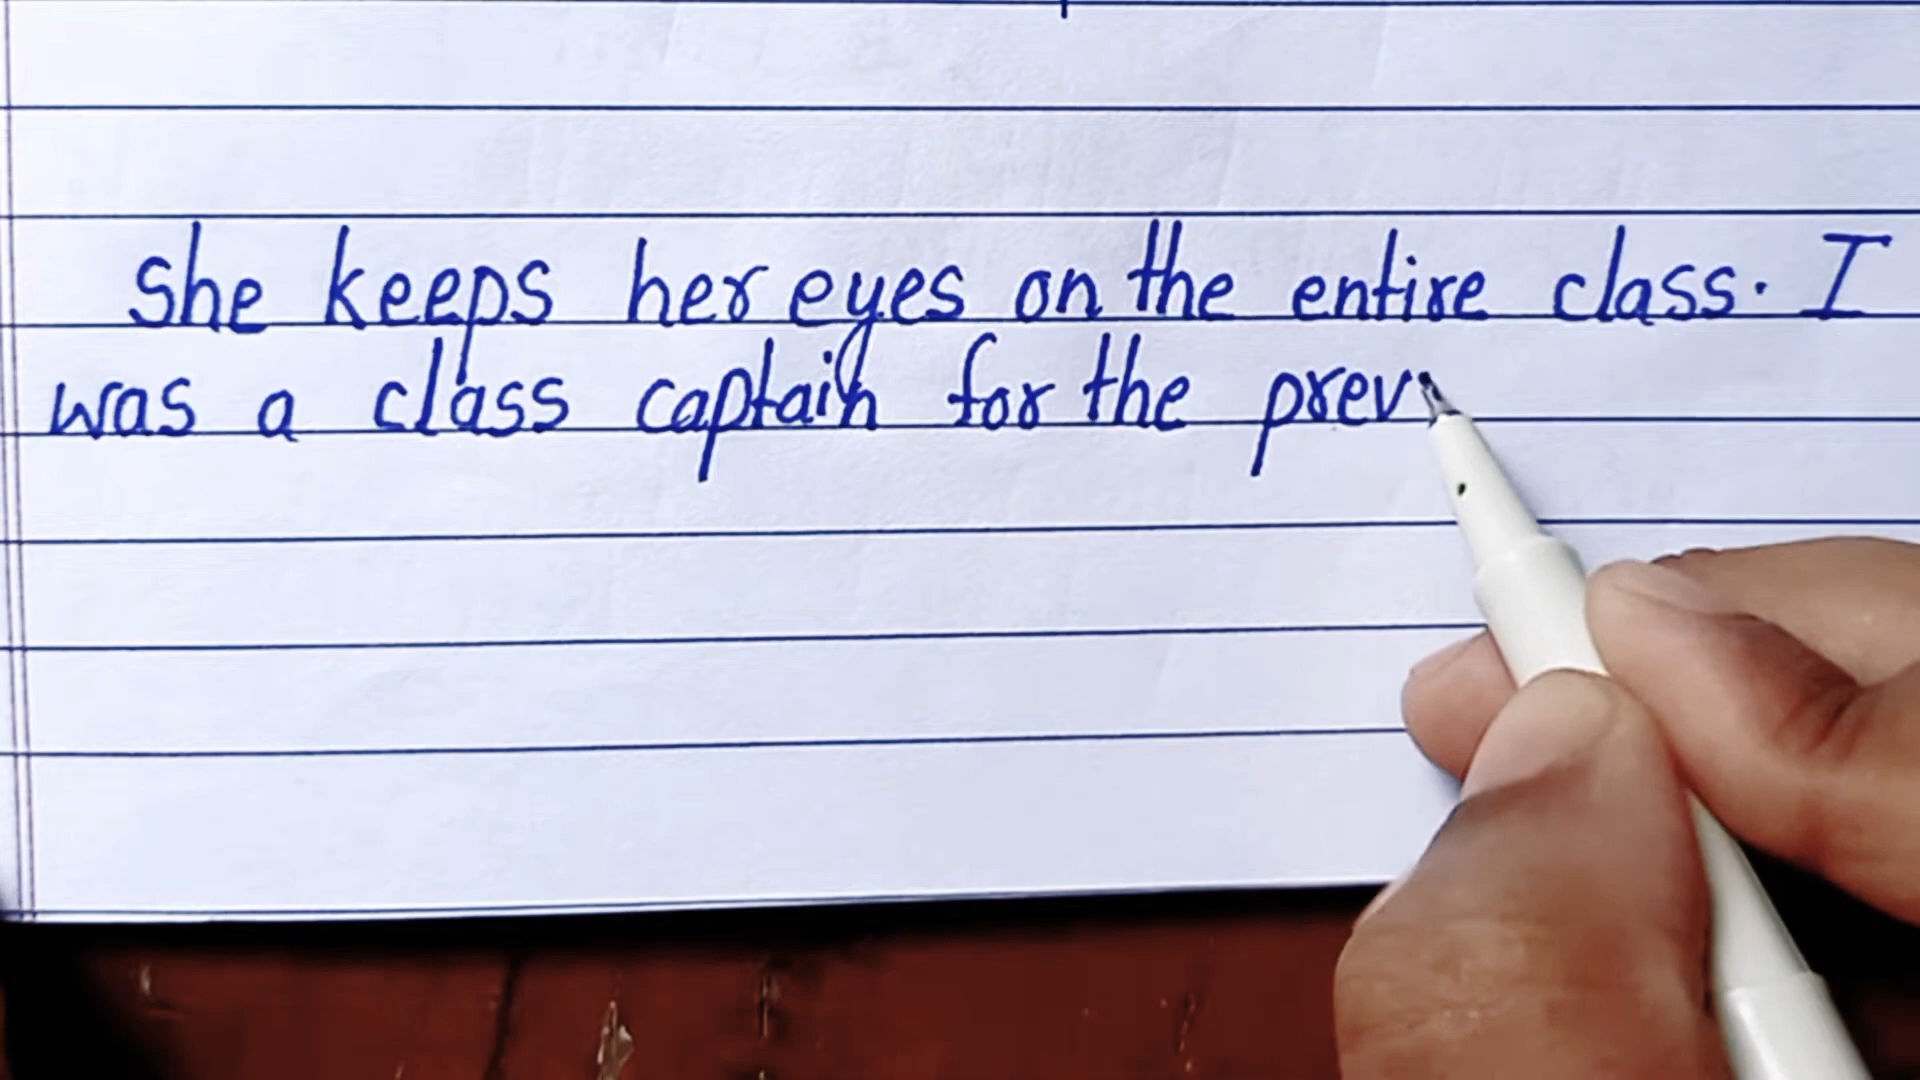 She keeps her eyes on the entire class. I
was a class captain for the prev